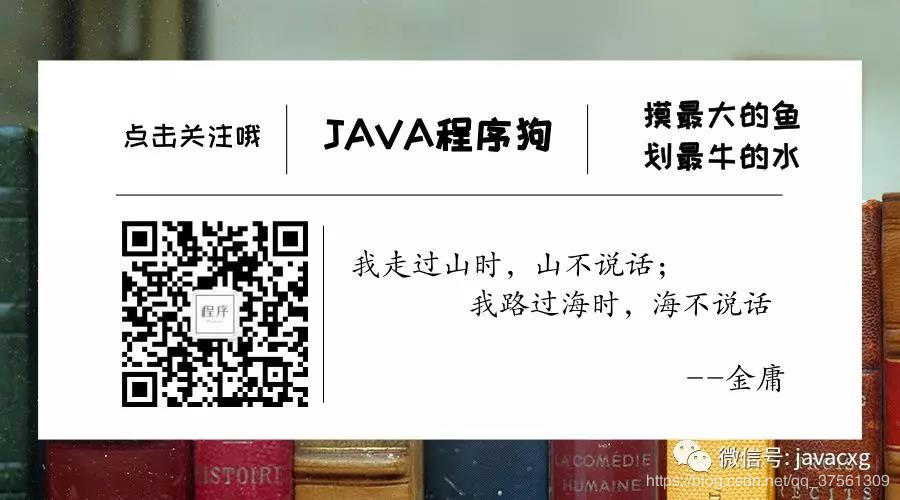 点击关注哦
JAVA程序狗
摸最大的鱼
划最牛的水
程序
我走过山时，山不说话；
我路过海时，海不说话
--金庸
HISTOIRE
LA COMÉDIE
HUMAINE
微信号: javacxg
https://blog.csdn.net/qq_37561309